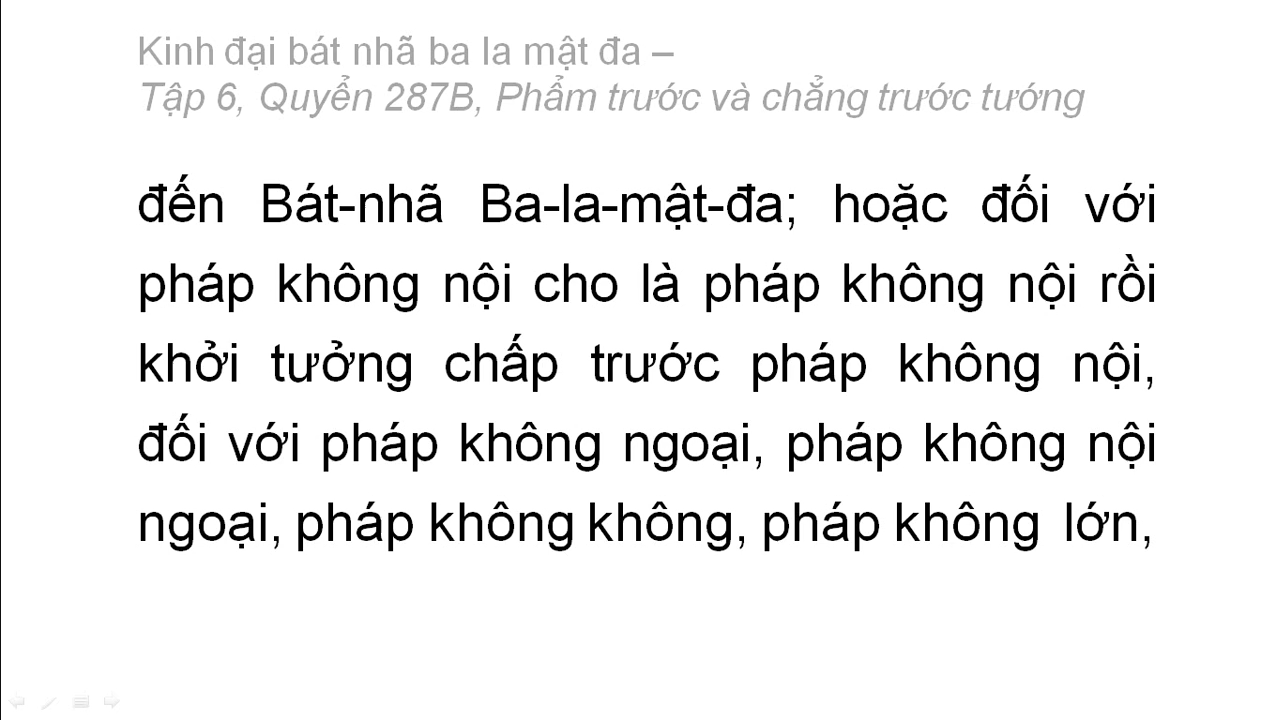 Kinh đại bát nhã ba la mật đa –
Tập 6, Quyển 287B, Phẩm trước và chẳng trước tướng
đến Bát-nhã Ba-la-mật-đa; hoặc đối với
pháp không nội cho là pháp không nội rồi
khởi tưởng chấp trước pháp không nội,
đối với pháp không ngoại, pháp không nội
ngoại, pháp không không, pháp không lớn,